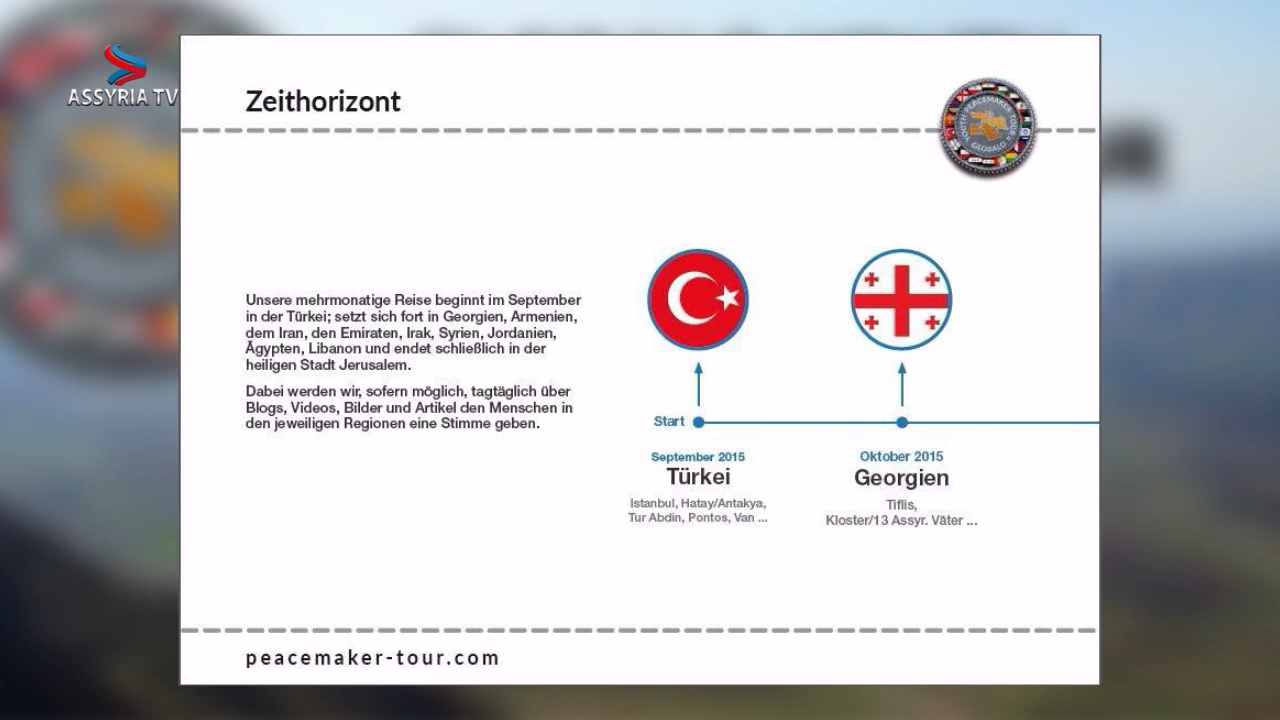 ASSYRIA TV
Zeithorizont
YOUTH PEACEMAKER TOUR
GLOBALO
Unsere mehrmonatige Reise beginnt im September
in der Türkei; setzt sich fort in Georgien, Armenien,
dem Iran, den Emiraten, Irak, Syrien, Jordanien,
Ägypten, Libanon und endet schließlich in der
heiligen Stadt Jerusalem.
Dabei werden wir, sofern möglich, tagtäglich über
Blogs, Videos, Bilder und Artikel den Menschen in
den jeweiligen Regionen eine Stimme geben.
Start
September 2015
Türkei
Istanbul, Hatay/Antakya,
Tur Abdin, Pontos, Van ...
Oktober 2015
Georgien
Tiflis,
Kloster/13 Assyr. Väter ...
peacemaker-tour.com